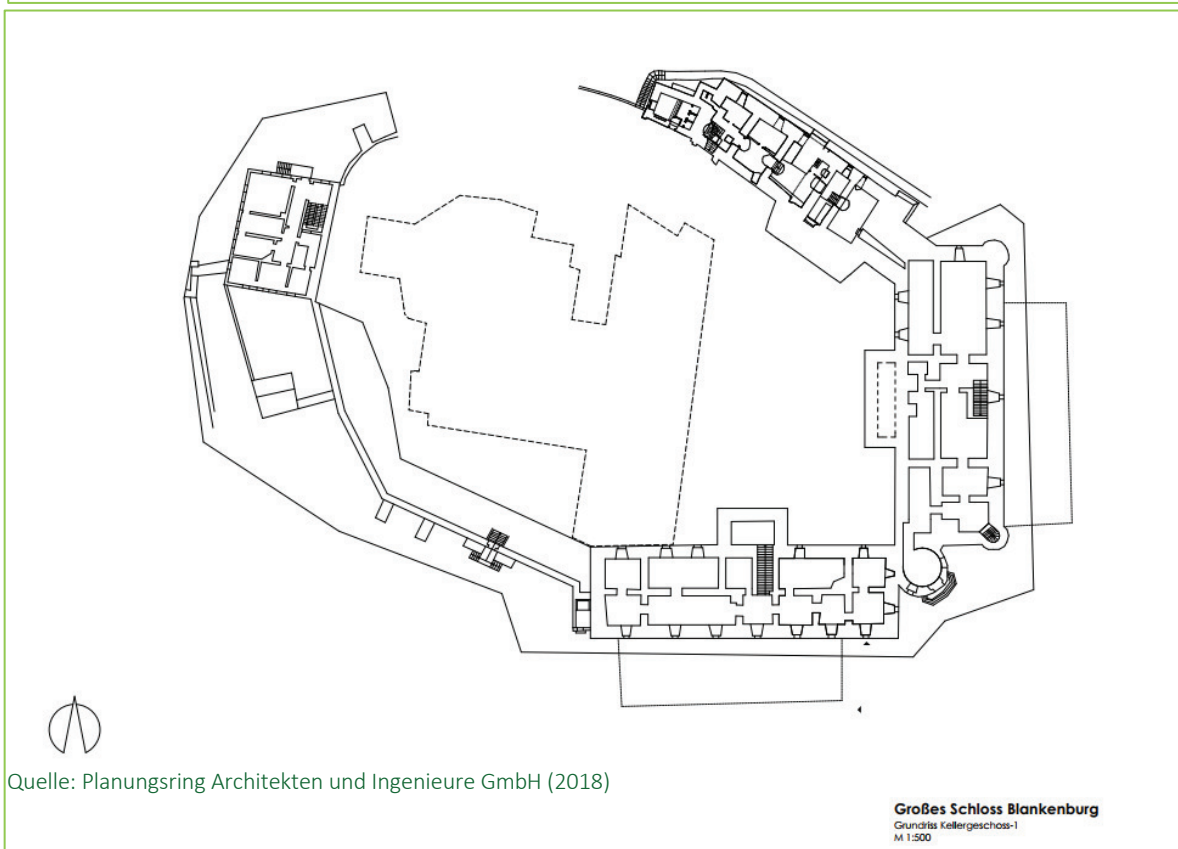 Quelle: Planungsring Architekten und Ingenieure GmbH (2018)
Großes Schloss Blankenburg
Grundriss Kellergeschoss-1
M 1:500